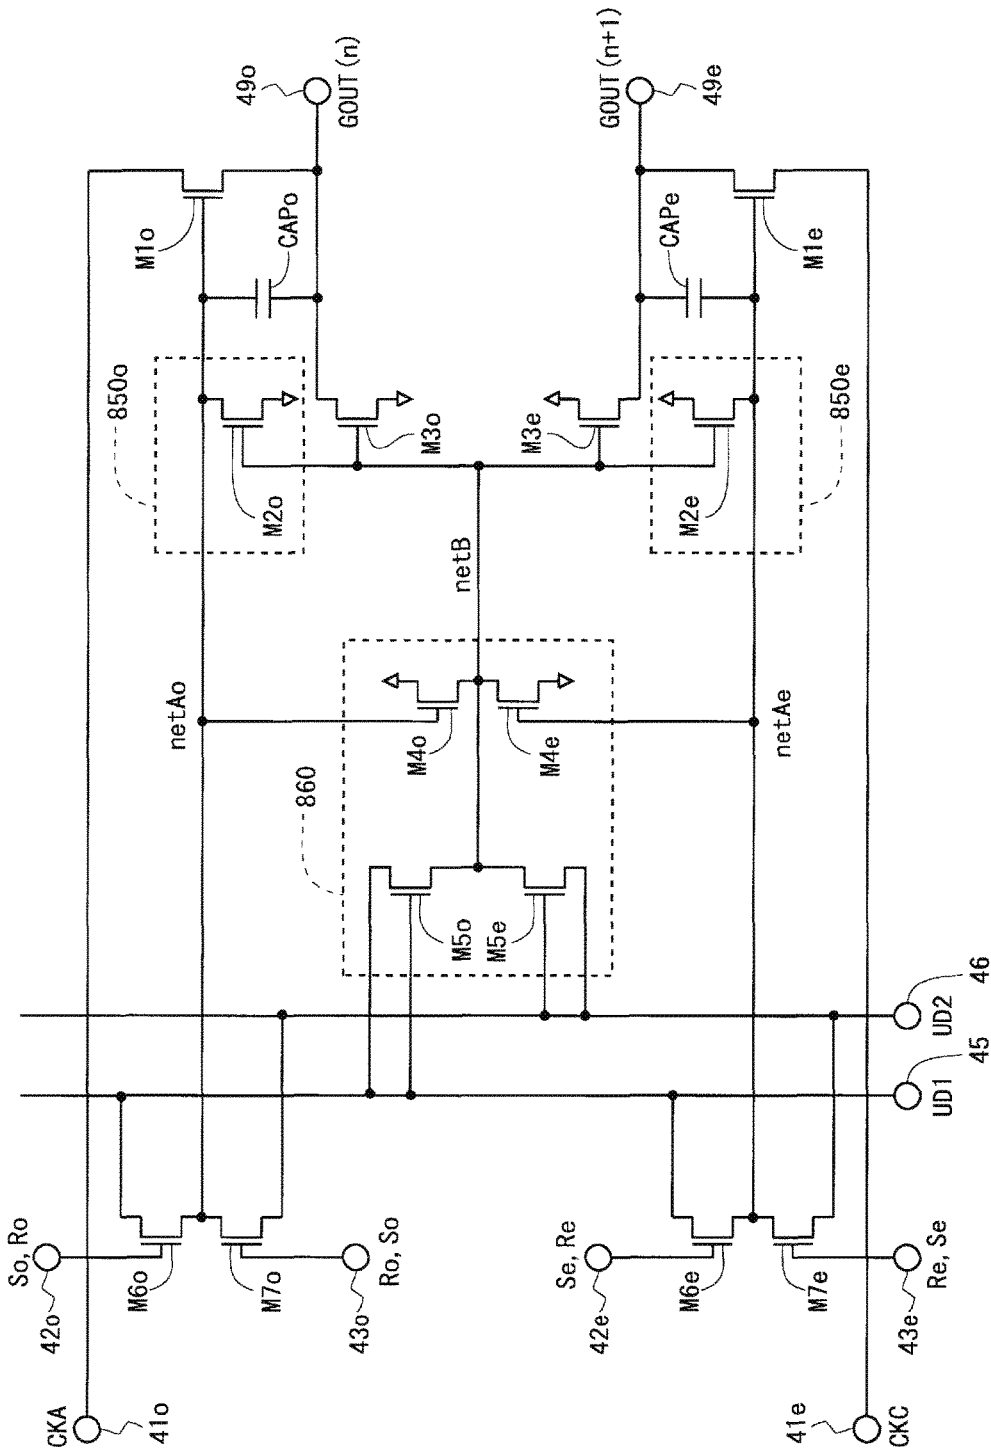 CKA
41o
42o
So, Ro
M6o
M7o
43o
Ro, So
42e
Se, Re
M6e
M7e
43e
Re, Se
41e
CKC
UD1
45
UD2
46
netAo
netAe
netB
860
M5o
M5e
M4o
M4e
850o
M2o
M3o
M3e
M2e
850e
M1o
CAPo
CAPe
M1e
49o
GOUT(n)
GOUT(n+1)
49e